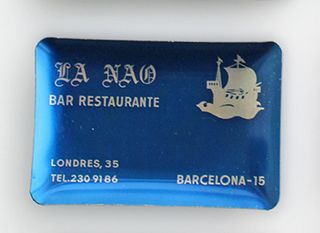 LA NAO
BAR RESTAURANTE
LONDRES, 35
TEL. 230 91 86
BARCELONA-15